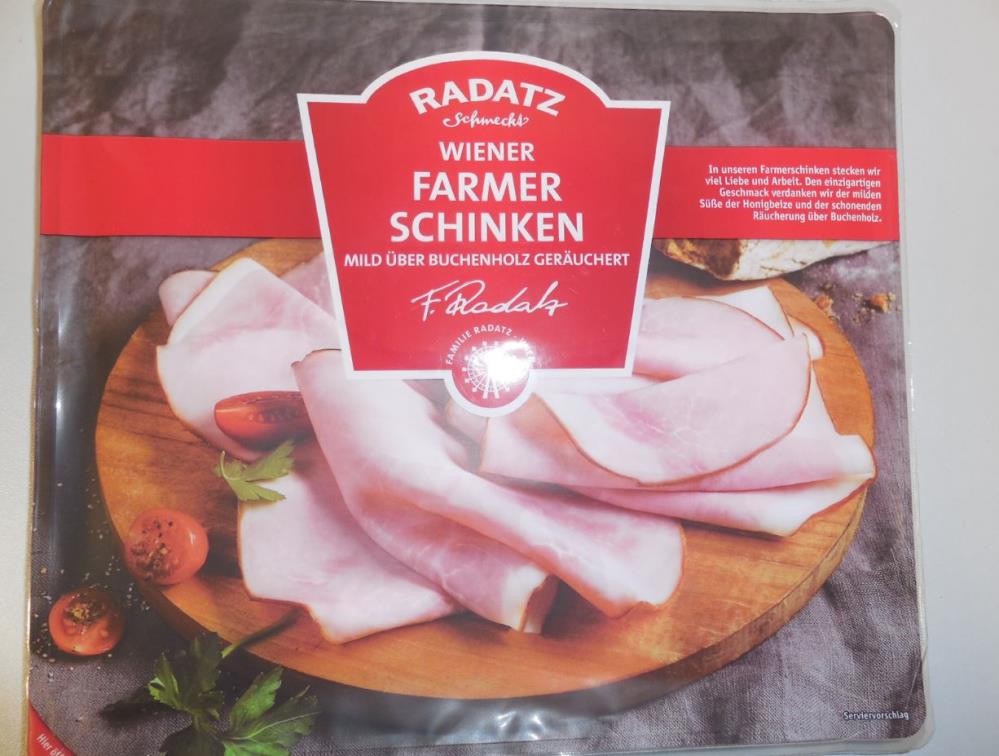 RADATZ
Schmeckt
WIENER
FARMER
SCHINKEN
MILD ÜBER BUCHENHOLZ GERÄUCHERT
F. Radatz
FAMILIE RADATZ ·
In unseren Farmerschinken stecken wir
viel Liebe und Arbeit. Den einzigartigen
Geschmack verdanken wir der milden
Süße der Honigbeize und der schonenden
Räucherung über Buchenholz.
Serviervorschlag
Hier